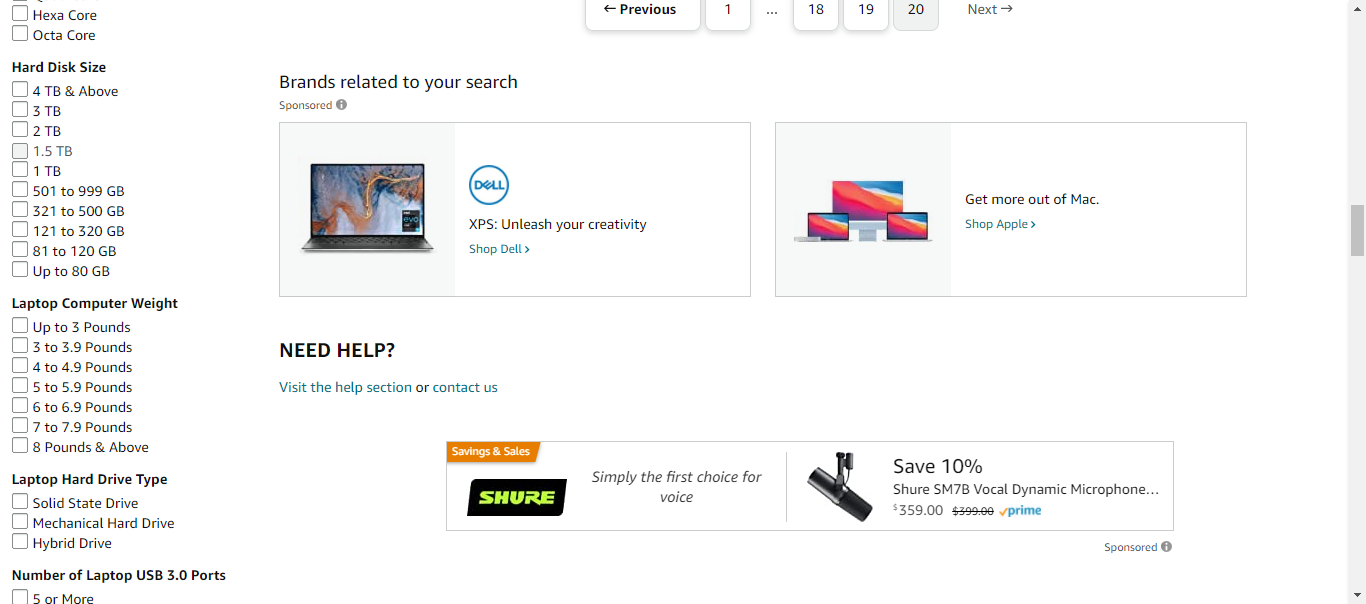 Hexa Core
Octa Core
Hard Disk Size
4 TB & Above
3 TB
2 TB
1.5 TB
1 TB
501 to 999 GB
321 to 500 GB
121 to 320 GB
81 to 120 GB
Up to 80 GB
Laptop Computer Weight
Up to 3 Pounds
3 to 3.9 Pounds
4 to 4.9 Pounds
5 to 5.9 Pounds
6 to 6.9 Pounds
7 to 7.9 Pounds
8 Pounds & Above
Laptop Hard Drive Type
Solid State Drive
Mechanical Hard Drive
Hybrid Drive
Number of Laptop USB 3.0 Ports
5 or More
← Previous 1 ... 18 19 20 Next →
Brands related to your search
Sponsored
evo
DELL
XPS: Unleash your creativity
Shop Dell ›
Get more out of Mac.
Shop Apple ›
NEED HELP?
Visit the help section or contact us
Savings & Sales
SHURE
Simply the first choice for
voice
Save 10%
Shure SM7B Vocal Dynamic Microphone…
$359.00 $399.00 prime
Sponsored